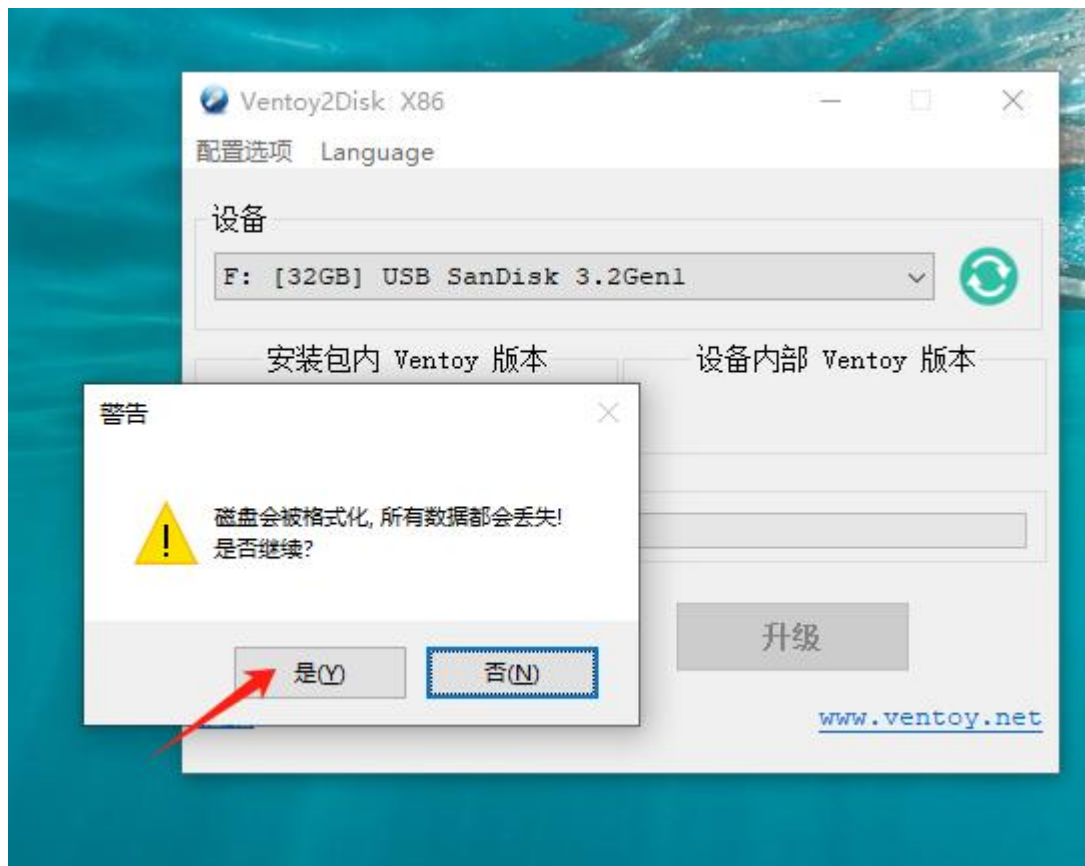 Ventoy2Disk X86
配置选项 Language
设备
F: [32GB] USB SanDisk 3.2Gen1
安装包内 Ventoy 版本
设备内部 Ventoy 版本
警告
磁盘会被格式化, 所有数据都会丢失!
是否继续?
是(Y)
否(N)
升级
www.ventoy.net